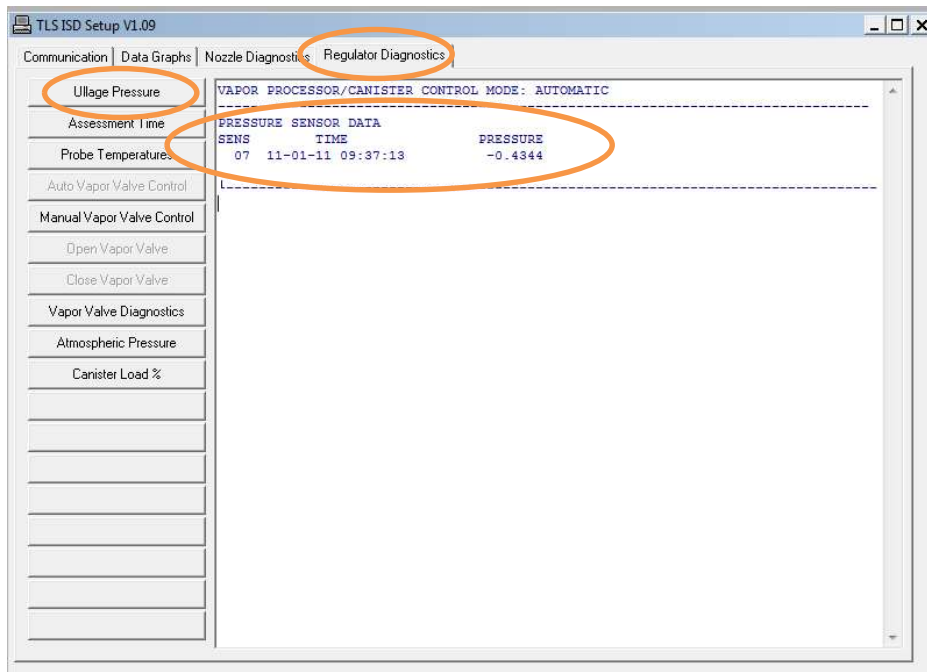 TLS ISD Setup V1.09
Communication Data Graphs Nozzle Diagnostics Regulator Diagnostics
Ullage Pressure
Assessment Time
Probe Temperatures
Auto Vapor Valve Control
Manual Vapor Valve Control
Open Vapor Valve
Close Vapor Valve
Vapor Valve Diagnostics
Atmospheric Pressure
Canister Load %
VAPOR PROCESSOR/CANISTER CONTROL MODE: AUTOMATIC
PRESSURE SENSOR DATA
SENS TIME PRESSURE
07 11-01-11 09:37:13 -0.4344